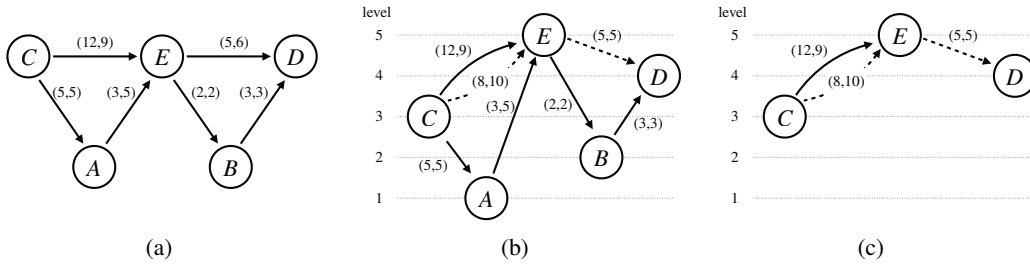 C
(12,9)
E
(5,6)
D
(5,5)
(3,5)
(2,2)
(3,3)
A
B
(a)
level
5
4
3
2
1
E
(5,5)
(12,9)
(8,10)
D
(3,5)
(2,2)
C
(3,3)
(5,5)
B
A
(b)
level
5
4
3
2
1
E
(5,5)
(12,9)
(8,10)
D
C
(c)